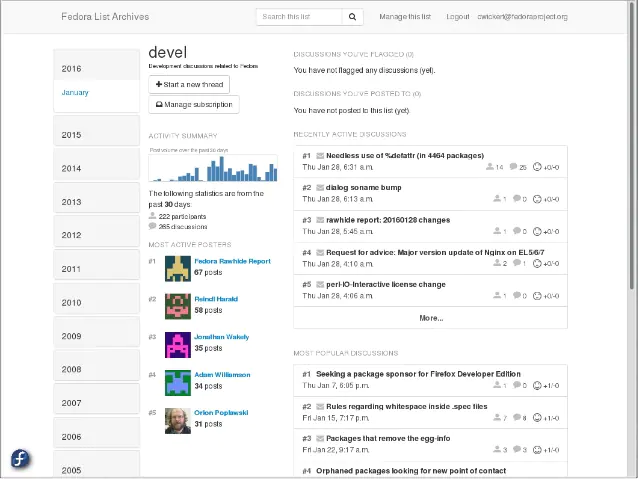 Fedora List Archives
Search this list
Manage this list
Logout
cwickert@fedoraproject.org
2016
January
2015
2014
2013
2012
2011
2010
2009
2008
2007
2006
2005
devel
Development discussions related to Fedora
Start a new thread
Manage subscription
ACTIVITY SUMMARY
Post volume over the past 30 days
The following statistics are from the
past 30 days:
222 participants
265 discussions
MOST ACTIVE POSTERS
#1 Fedora Rawhide Report
67 posts
#2 Reindl Harald
58 posts
#3 Jonathan Wakely
35 posts
#4 Adam Williamson
34 posts
#5 Orion Poplawski
31 posts
DISCUSSIONS YOU'VE FLAGGED (0)
You have not flagged any discussions (yet).
DISCUSSIONS YOU'VE POSTED TO (0)
You have not posted to this list (yet).
RECENTLY ACTIVE DISCUSSIONS
#1 Needless use of %defattr (in 4464 packages)
Thu Jan 28, 6:31 a.m. 14 25 +0/-0
#2 dialog soname bump
Thu Jan 28, 6:13 a.m. 1 0 +0/-0
#3 rawhide report: 20160128 changes
Thu Jan 28, 5:45 a.m. 1 0 +0/-0
#4 Request for advice: Major version update of Nginx on EL5/6/7
Thu Jan 28, 4:10 a.m. 2 1 +0/-0
#5 perl-IO-Interactive license change
Thu Jan 28, 4:06 a.m. 1 0 +0/-0
More...
MOST POPULAR DISCUSSIONS
#1 Seeking a package sponsor for Firefox Developer Edition
Thu Jan 7, 6:05 p.m. 1 0 +1/-0
#2 Rules regarding whitespace inside .spec files
Fri Jan 15, 7:17 p.m. 7 8 +1/-0
#3 Packages that remove the egg-info
Fri Jan 22, 9:17 a.m. 3 3 +1/-0
#4 Orphaned packages looking for new point of contact